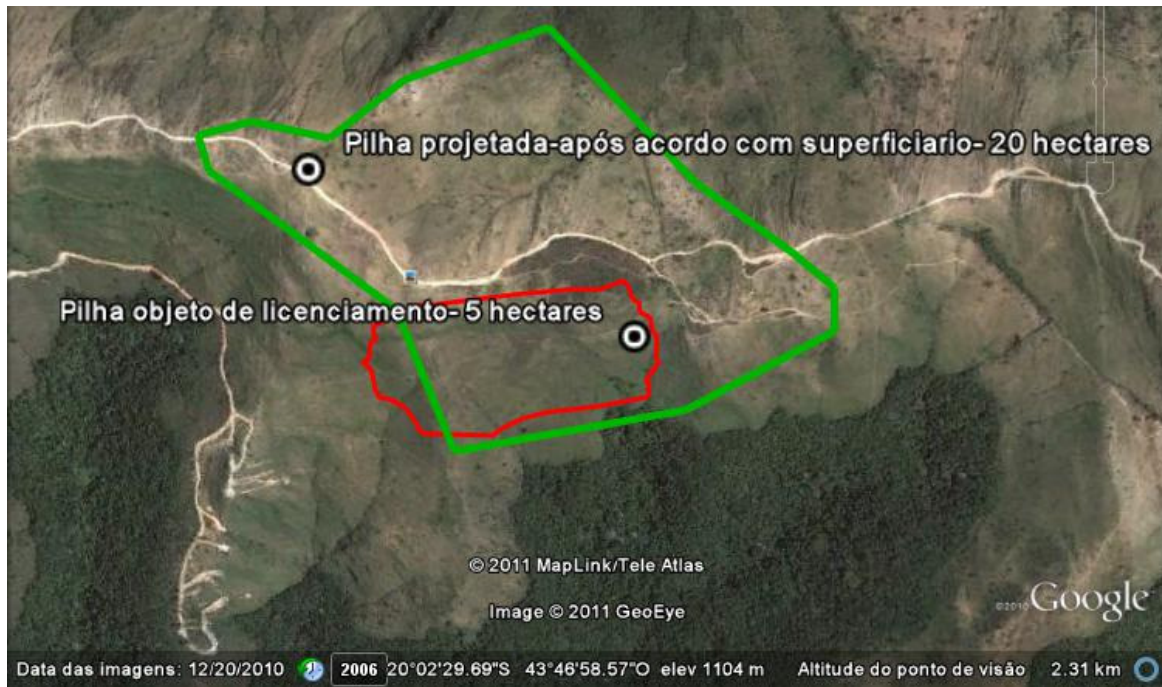 Pilha projetada-após acordo com superficiario- 20 hectares
Pilha objeto de licenciamento- 5 hectares
© 2011 MapLink/Tele Atlas
Image © 2011 GeoEye
©2010 Google
Data das imagens: 12/20/2010 2006 20°02'29.69"S 43°46'58.57"O elev 1104 m Altitude do ponto de visão 2.31 km